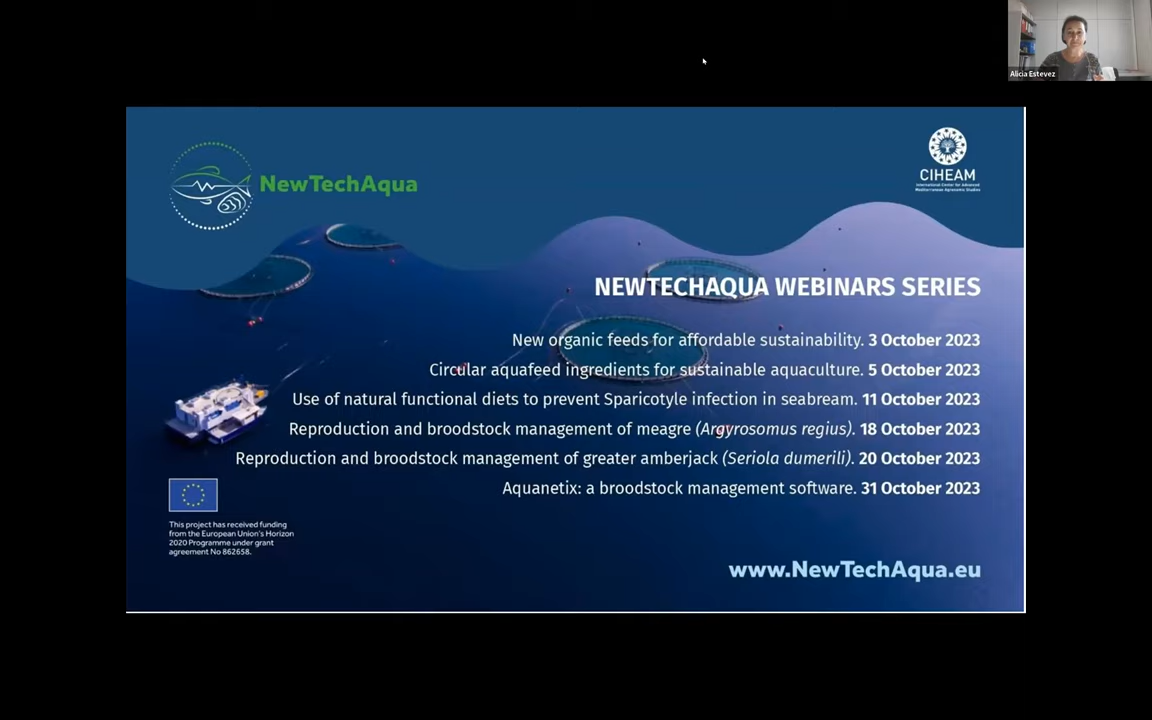 Alicia Estevez
NewTechAqua
CIHEAM
International Center for Advanced
Mediterranean Agronomic Studies
NEWTECHAQUA WEBINARS SERIES
New organic feeds for affordable sustainability. 3 October 2023
Circular aquafeed ingredients for sustainable aquaculture. 5 October 2023
Use of natural functional diets to prevent Sparicotyle infection in seabream. 11 October 2023
Reproduction and broodstock management of meagre (Argyrosomus regius). 18 October 2023
Reproduction and broodstock management of greater amberjack (Seriola dumerili). 20 October 2023
Aquanetix: a broodstock management software. 31 October 2023
This project has received funding
from the European Union's Horizon
2020 Programme under grant
agreement No 862658.
www.NewTechAqua.eu